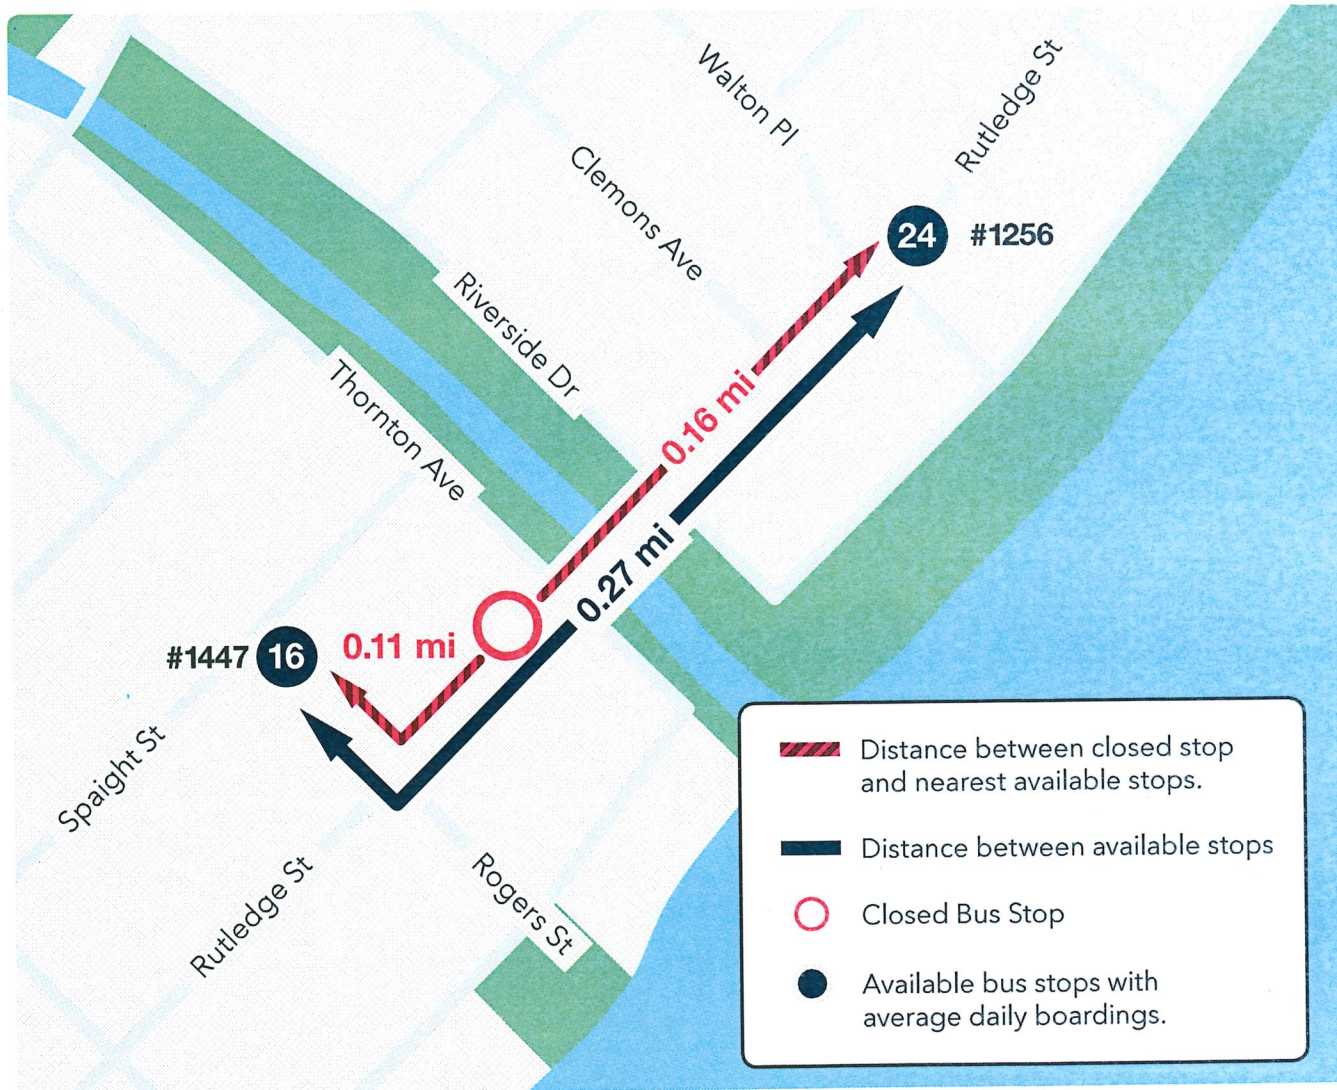 Walton Pl
Rutledge St
Clemons Ave
24 #1256
Riverside Dr
Thornton Ave
0.16 mi
0.27 mi
#1447 16
0.11 mi
Spaight St
Rutledge St
Rogers St
Distance between closed stop
and nearest available stops.
Distance between available stops
Closed Bus Stop
Available bus stops with
average daily boardings.